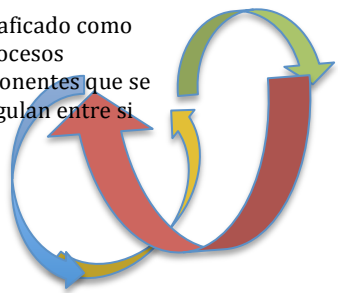 aficado como
ocesos
onentes que se
gulan entre si